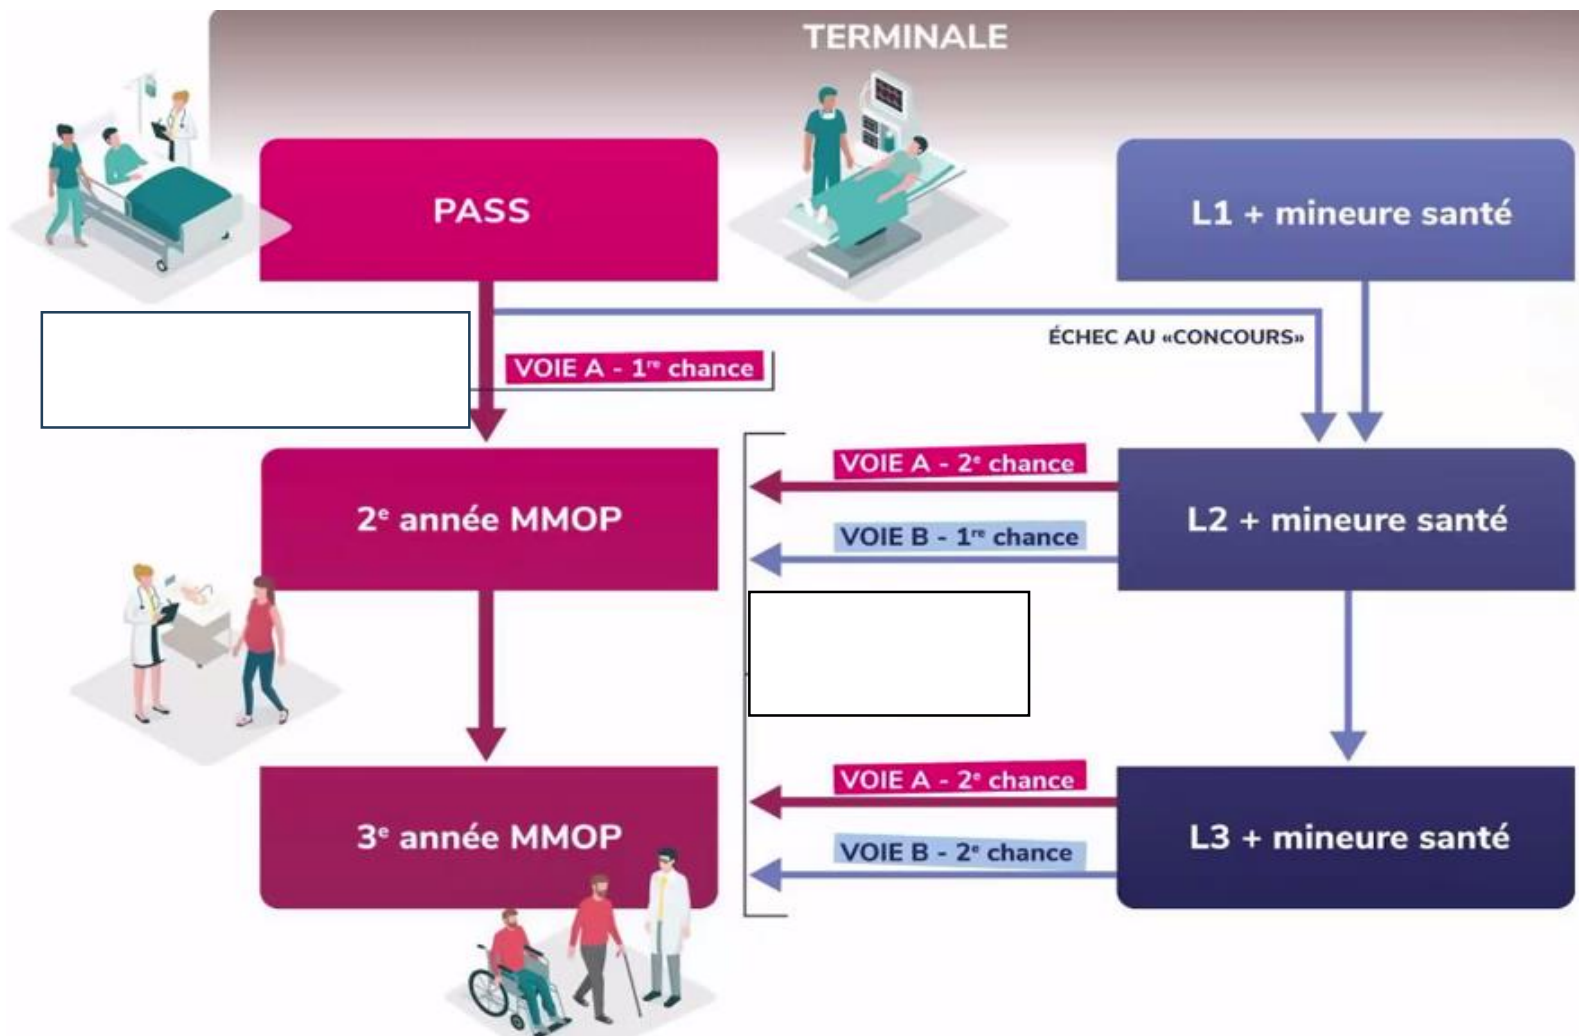 TERMINALE
PASS
L1 + mineure santé
ÉCHEC AU «CONCOURS»
VOIE A - 1re chance
VOIE A - 2e chance
2e année MMOP
L2 + mineure santé
VOIE B - 1re chance
VOIE A - 2e chance
3e année MMOP
L3 + mineure santé
VOIE B - 2e chance